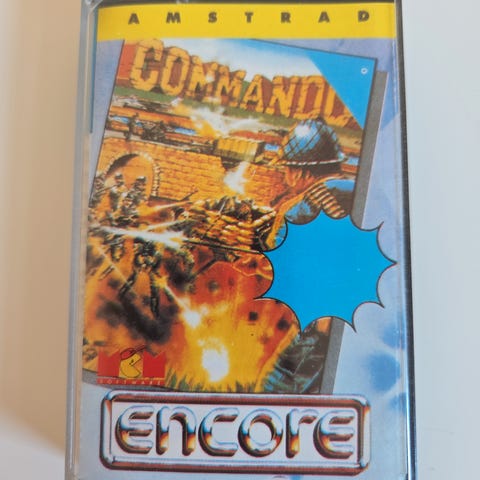 AMSTRAD
COMMANDO
SOFTWARE
encore